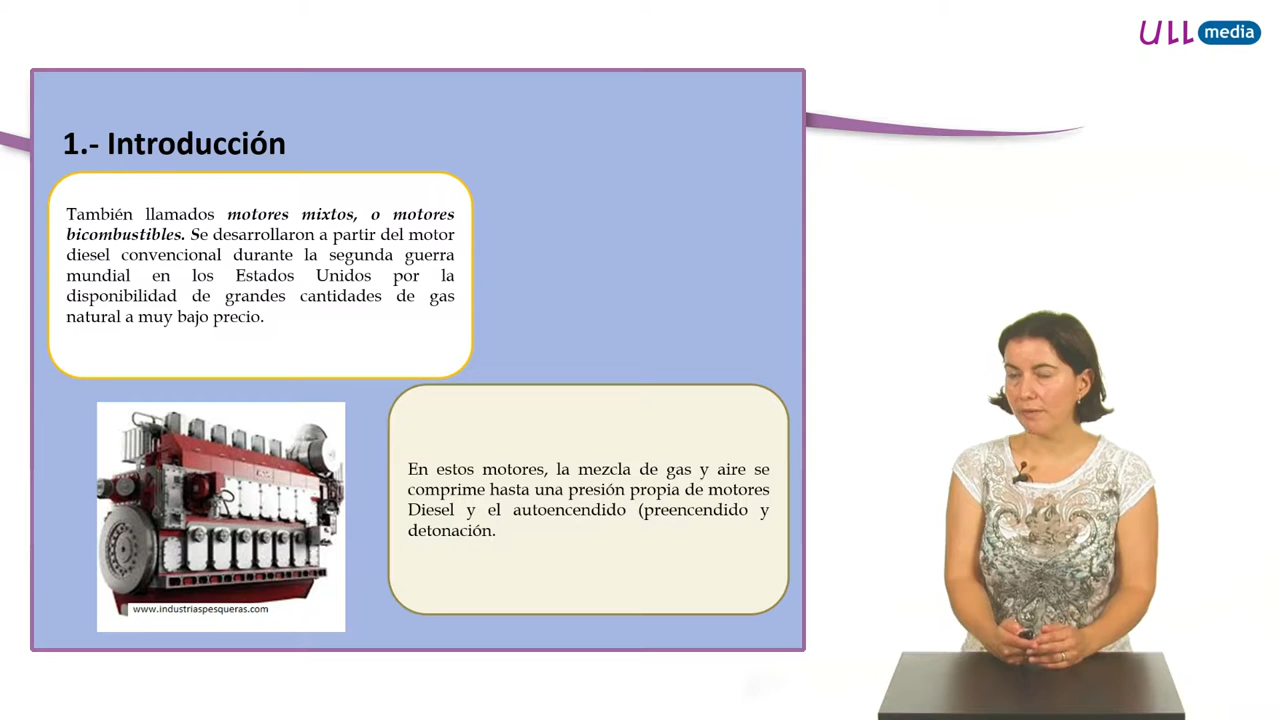 ULL media
1.- Introducción
También llamados motores mixtos, o motores
bicombustibles. Se desarrollaron a partir del motor
diesel convencional durante la segunda guerra
mundial en los Estados Unidos por la
disponibilidad de grandes cantidades de gas
natural a muy bajo precio.
En estos motores, la mezcla de gas y aire se
comprime hasta una presión propia de motores
Diesel y el autoencendido (preencendido y
detonación.
www.industriaspesqueras.com